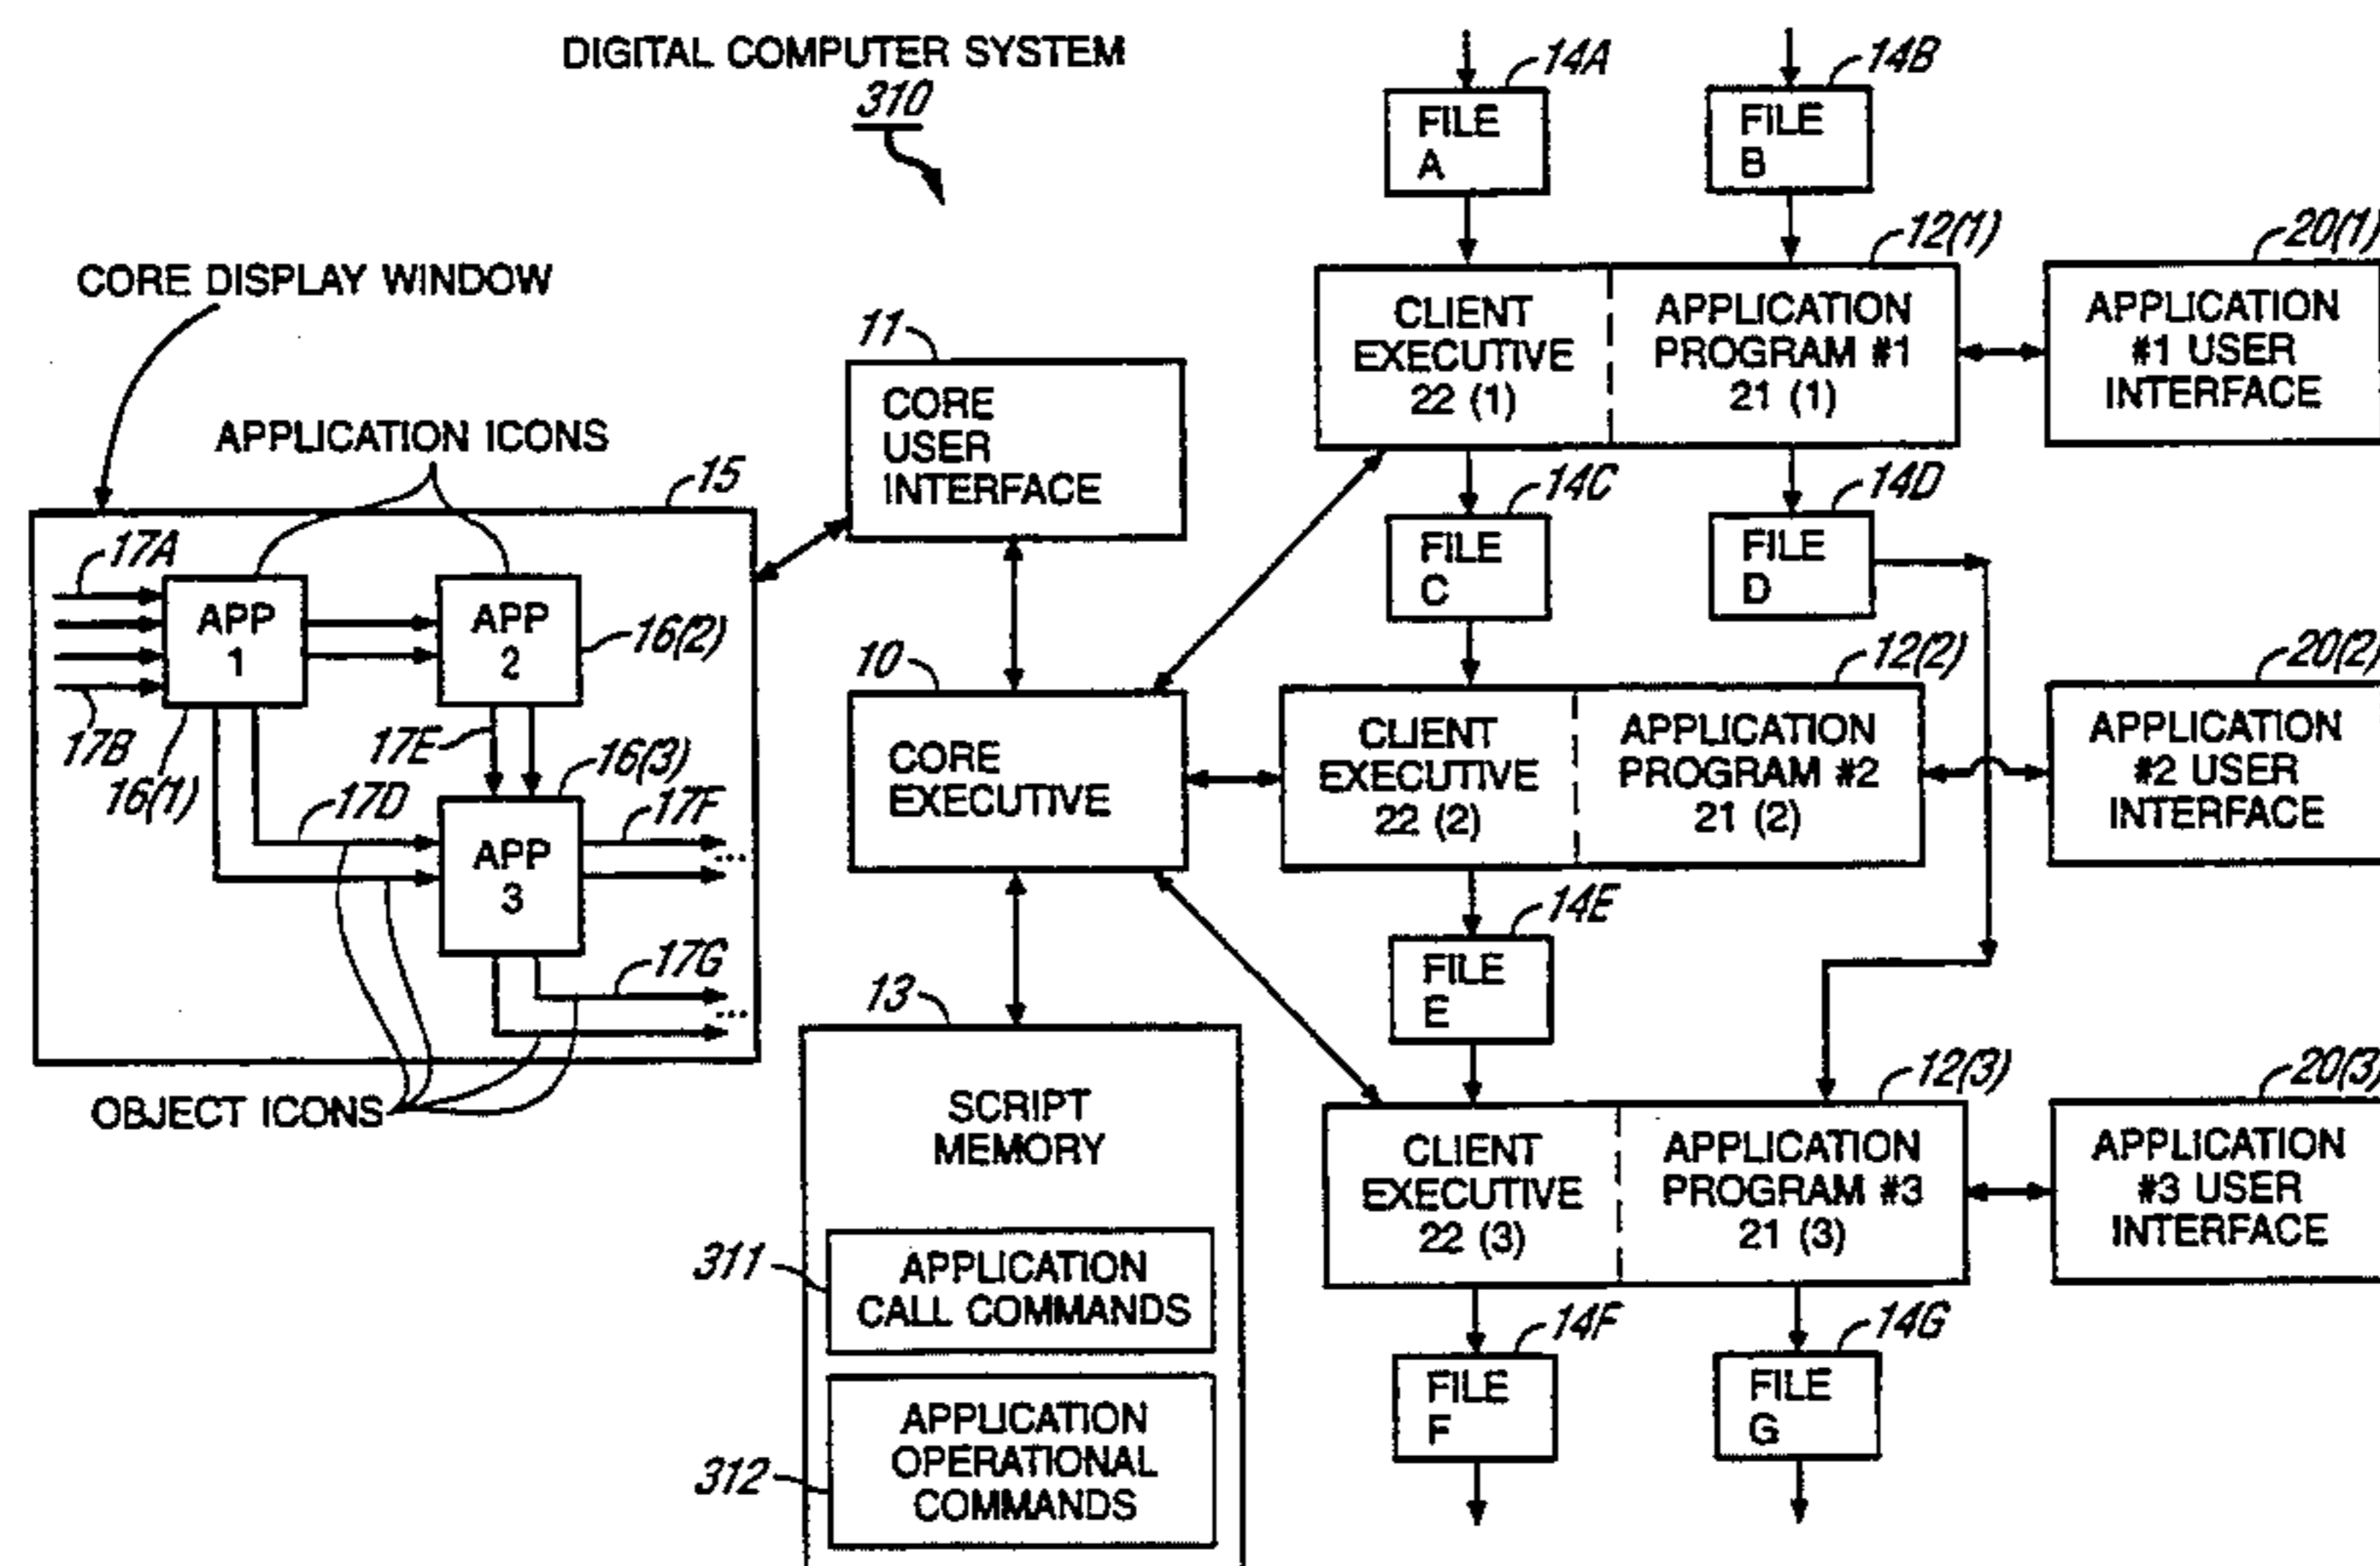 DIGITAL COMPUTER SYSTEM
310
CORE DISPLAY WINDOW
APPLICATION ICONS
15
17A
APP
1
APP
2
16(2)
17B
16(1)
17E
16(3)
17D
17F
APP
3
...
17G
...
OBJECT ICONS
11
CORE
USER
INTERFACE
10
CORE
EXECUTIVE
13
SCRIPT
MEMORY
311
APPLICATION
CALL COMMANDS
312
APPLICATION
OPERATIONAL
COMMANDS
14A
FILE
A
14B
FILE
B
12(1)
CLIENT
EXECUTIVE
22 (1)
APPLICATION
PROGRAM #1
21 (1)
20(1)
APPLICATION
#1 USER
INTERFACE
14C
FILE
C
14D
FILE
D
12(2)
CLIENT
EXECUTIVE
22 (2)
APPLICATION
PROGRAM #2
21 (2)
20(2)
APPLICATION
#2 USER
INTERFACE
14E
FILE
E
12(3)
CLIENT
EXECUTIVE
22 (3)
APPLICATION
PROGRAM #3
21 (3)
20(3)
APPLICATION
#3 USER
INTERFACE
14F
FILE
F
14G
FILE
G